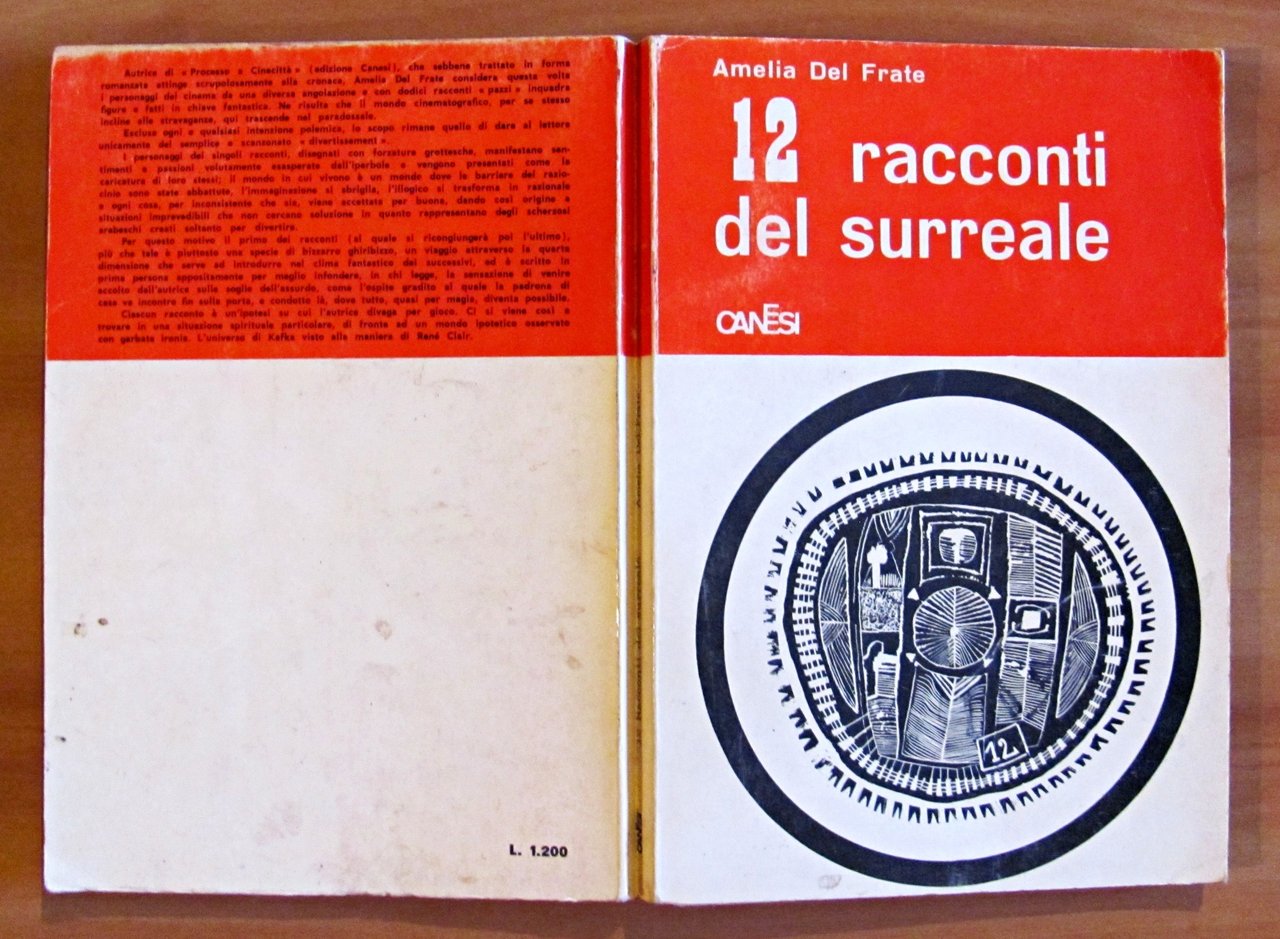 Autrice di « Processo a Cinecittà » (edizione Canesi), che sebbene trattato in forma
romanzata attinge scrupolosamente alla cronaca, Amelia Del Frate considera questa volta
i personaggi del cinema da una diversa angolazione e con dodici racconti « pazzi » inquadra
figure e fatti in chiave fantastica. Ne risulta che il mondo cinematografico, per se stesso
incline alle stravaganze, qui trascende nel paradossale.
Esclusa ogni e qualsiasi intenzione polemica, lo scopo rimane quello di dare al lettore
unicamente del semplice e scanzonato « divertissement ».
I personaggi dei singoli racconti, disegnati con forzatura grottesche, manifestano sen-
timenti e passioni volutamente esasperate dall'iperbole e vengono presentati come la
caricatura di loro stessi; il mondo in cui vivono è un mondo dove le barriere del razio-
cinio sono state abbattute, l'immaginazione si sbriglia, l'illogico si trasforma in razionale
e ogni cosa, per inconsistente che sia, viene accettata per buona, dando così origine a
situazioni imprevedibili che non cercano soluzione in quanto rappresentano degli scherzosi
arabeschi creati soltanto per divertire.
Per questo motivo il primo dei racconti (al quale si ricongiungerà poi l'ultimo),
più che tale è piuttosto una specie di bizzarro ghiribizzo, un viaggio attraverso la quarta
dimensione che serve ad introdurre nel clima fantastico dei successivi, ed è scritto in
prima persona appositamente per meglio infondere, in chi legge, la sensazione di venire
accolto dall'autrice sulla soglia dell'assurdo, come l'ospite gradito al quale la padrona di
casa va incontro fin sulla porta, e condotto là, dove tutto, quasi per magia, diventa possibile.
Ciascun racconto è un'ipotesi su cui l'autrice divaga per gioco. Ci si viene così a
trovare in una situazione spirituale particolare, di fronte ad un mondo ipotetico osservato
con garbata ironia. L'universo di Kafka visto alla maniera di René Clair.
L. 1.200
12 Racconti del surreale
CANESI
Amelia Del Frate
12 racconti
del surreale
CANESI
12.